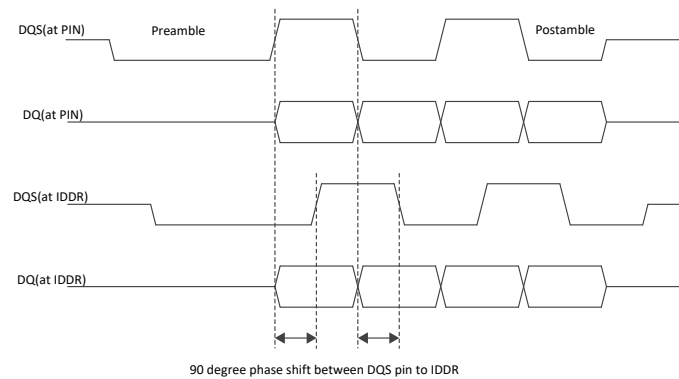 DQS(at PIN)
Preamble
Postamble
DQ(at PIN)
DQS(at IDDR)
DQ(at IDDR)
90 degree phase shift between DQS pin to IDDR